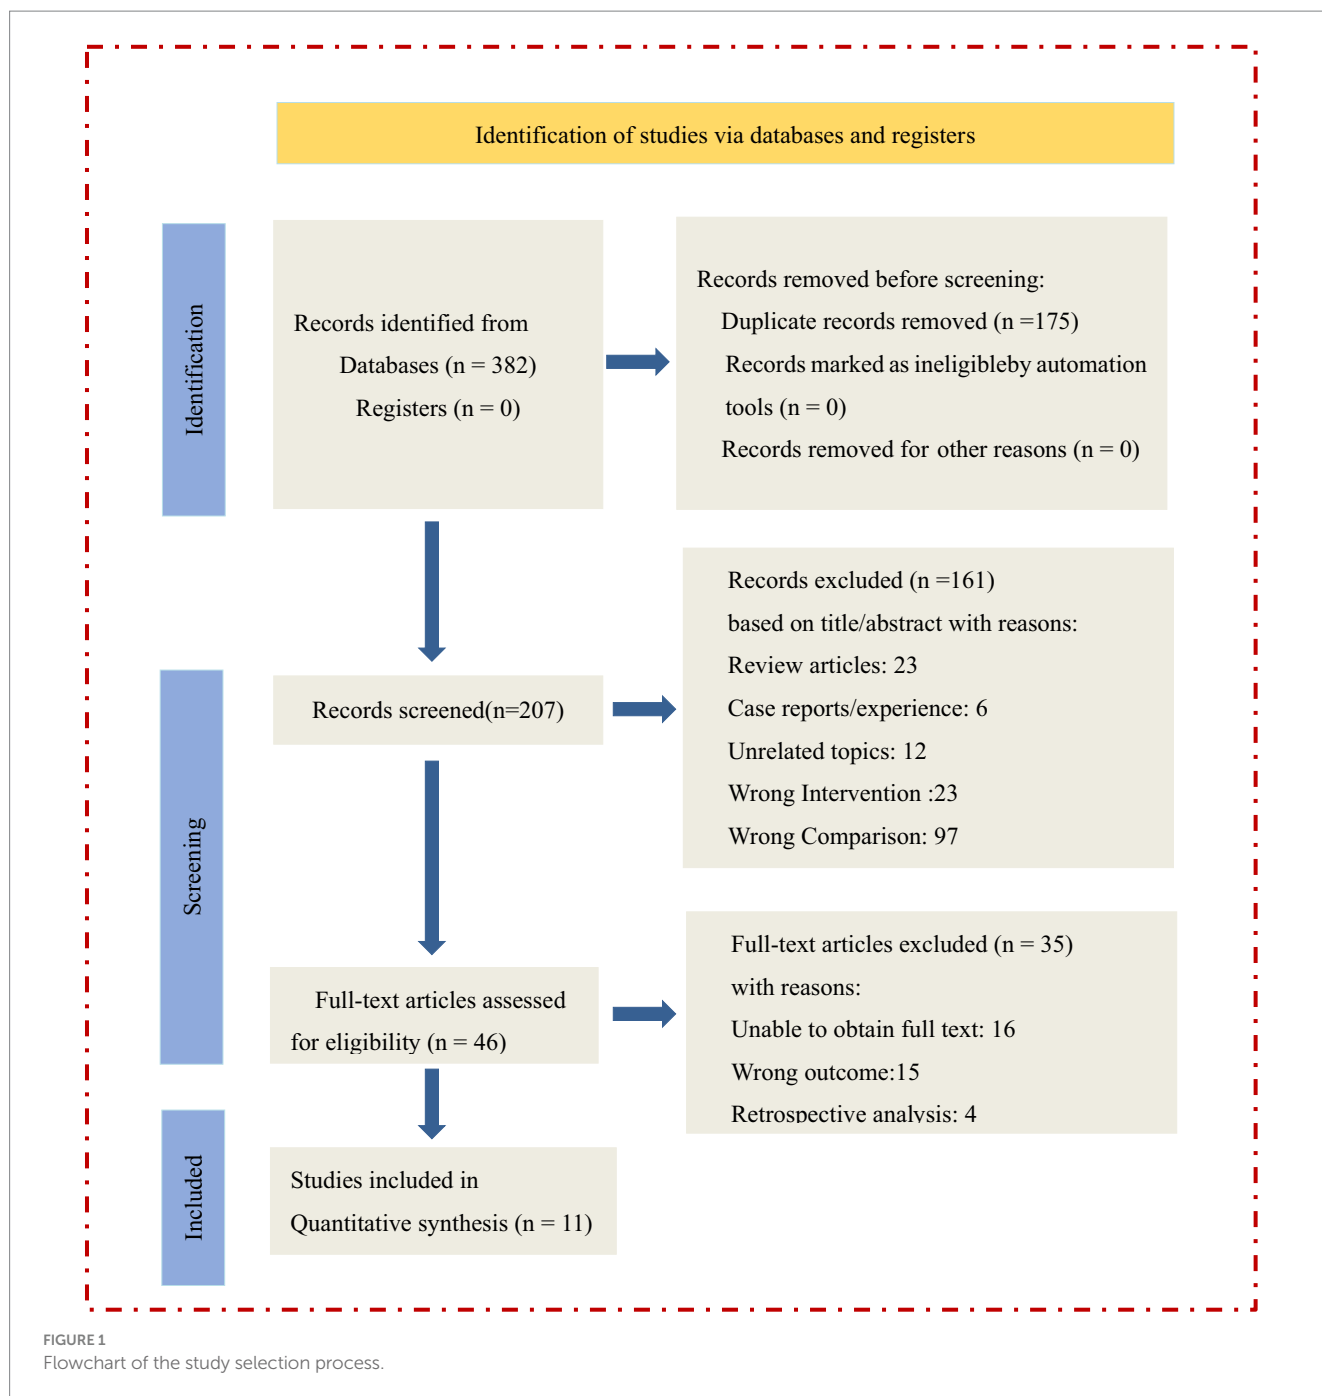 Identification of studies via databases and registers
Identification
Records identified from
Databases (n = 382)
Registers (n = 0)
Records removed before screening:
Duplicate records removed (n =175)
Records marked as ineligibleby automation
tools (n = 0)
Records removed for other reasons (n = 0)
Screening
Records screened(n=207)
Records excluded (n =161)
based on title/abstract with reasons:
Review articles: 23
Case reports/experience: 6
Unrelated topics: 12
Wrong Intervention :23
Wrong Comparison: 97
Full-text articles assessed
for eligibility (n = 46)
Full-text articles excluded (n = 35)
with reasons:
Unable to obtain full text: 16
Wrong outcome:15
Retrospective analysis: 4
Included
Studies included in
Quantitative synthesis (n = 11)
FIGURE 1
Flowchart of the study selection process.